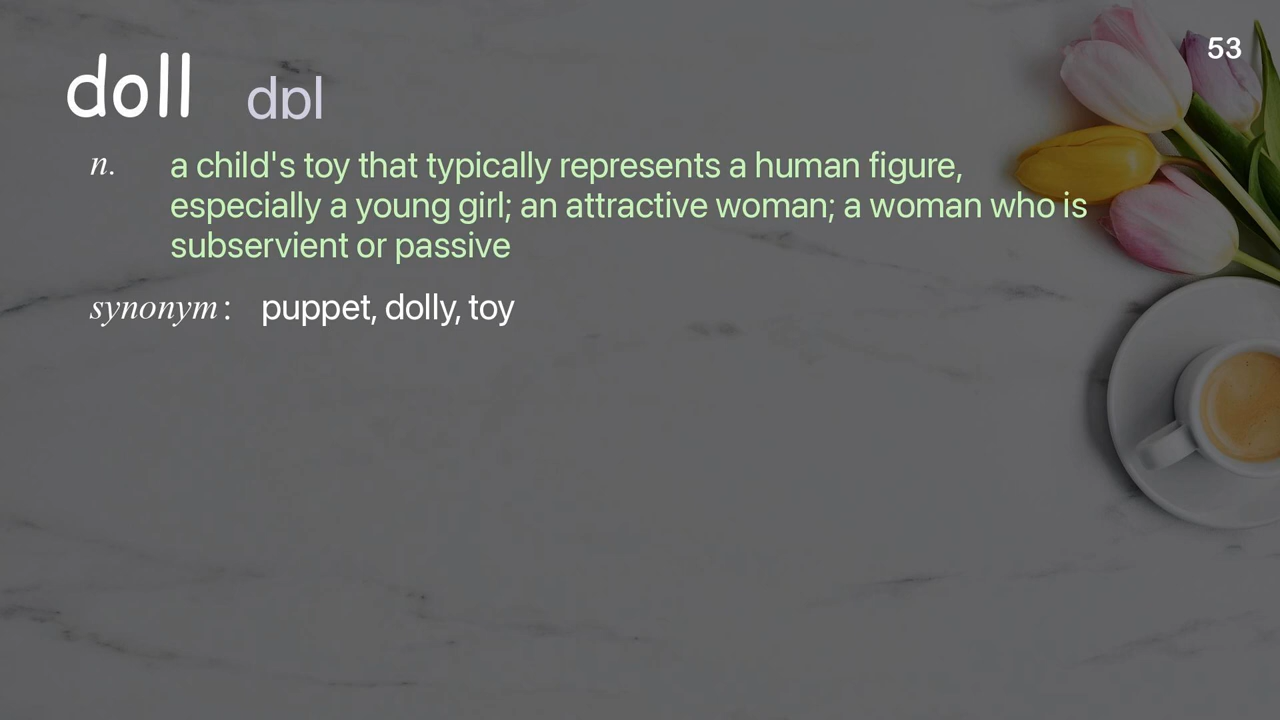 53
doll dɒl
n. a child's toy that typically represents a human figure,
especially a young girl; an attractive woman; a woman who is
subservient or passive
synonym: puppet, dolly, toy